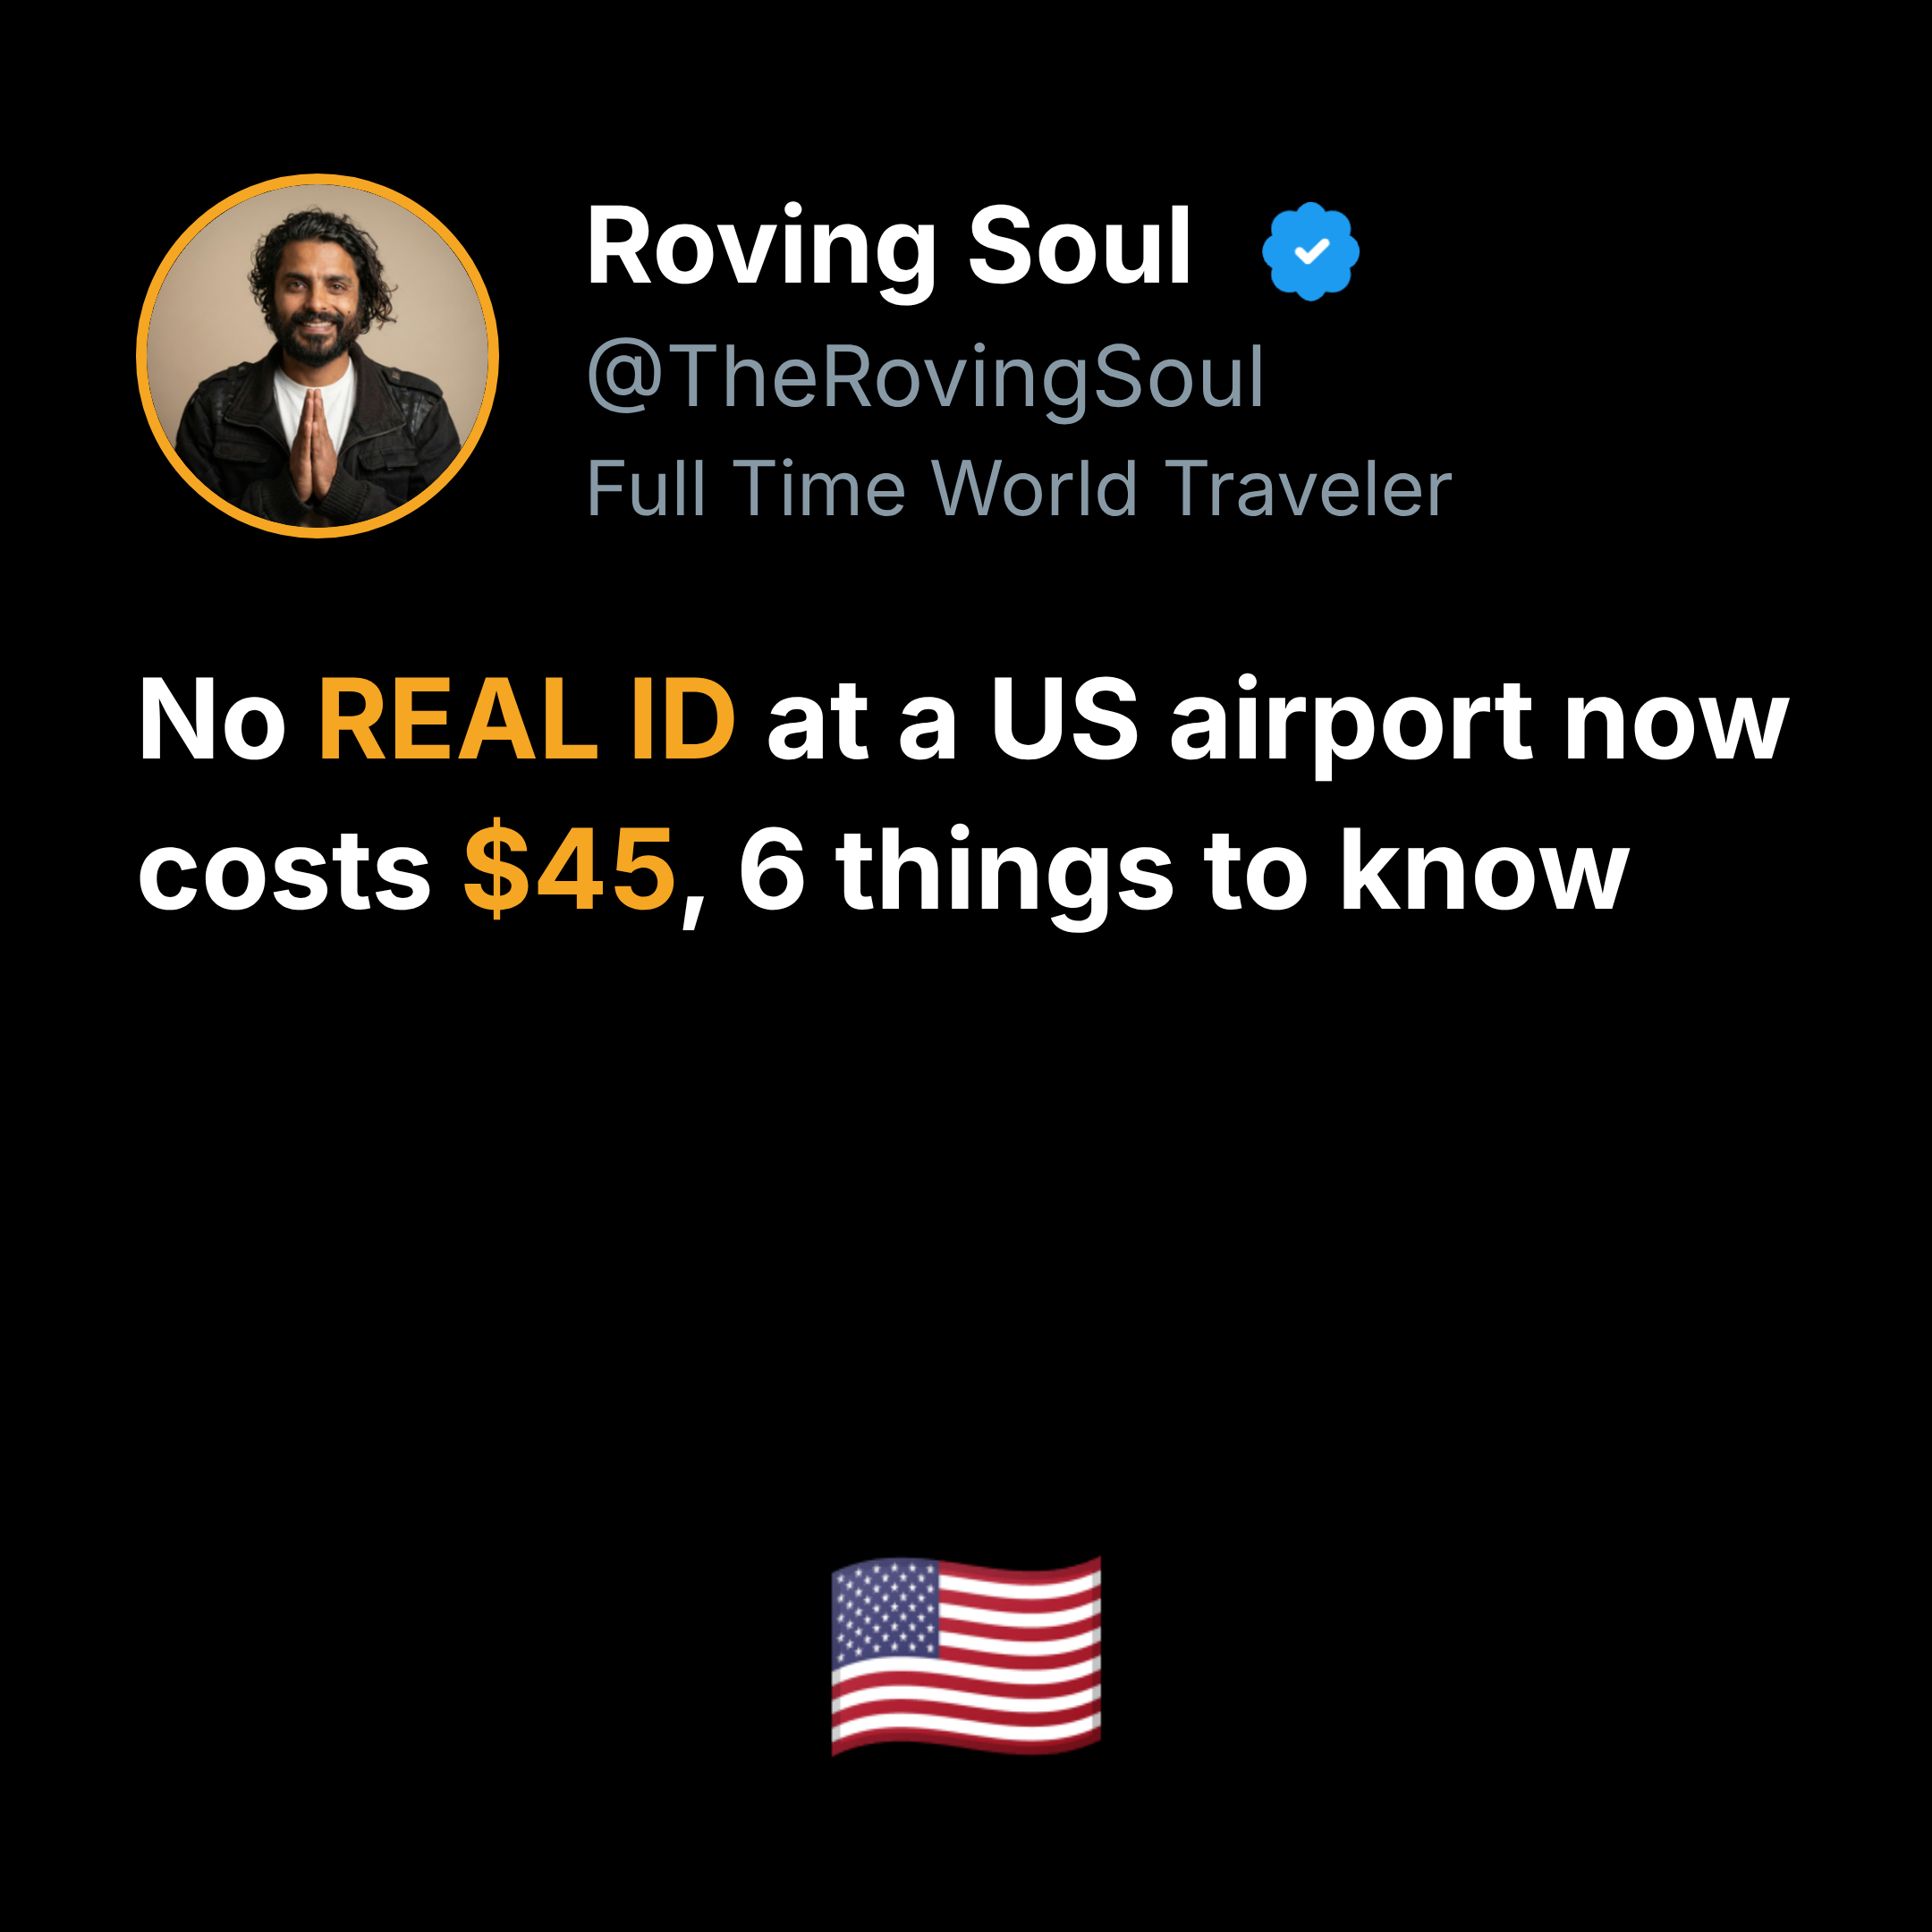 Roving Soul
@TheRovingSoul
Full Time World Traveler
No REAL ID at a US airport now
costs $45, 6 things to know